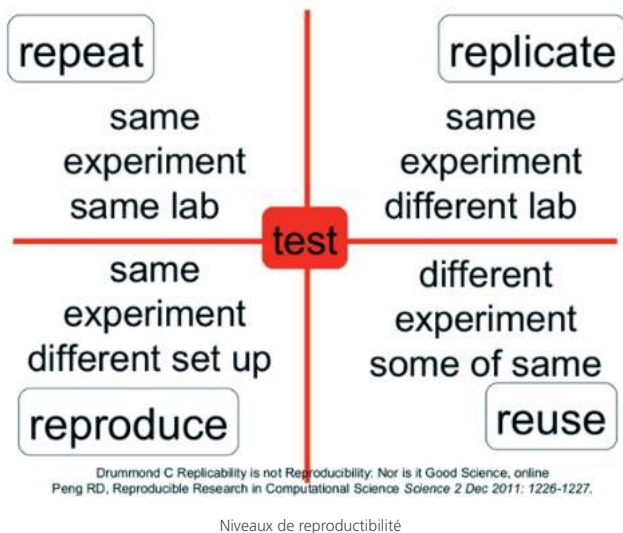 repeat
same
experiment
same lab
replicate
same
experiment
different lab
test
same
experiment
different set up
reproduce
different
experiment
some of same
reuse
Drummond C Replicability is not Reproducibility: Nor is it Good Science, online
Peng RD, Reproducible Research in Computational Science Science 2 Dec 2011: 1226-1227.
Niveaux de reproductibilité